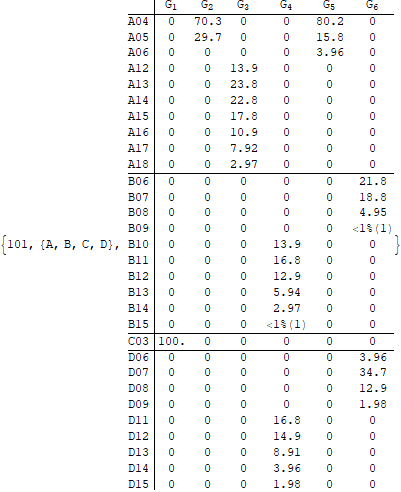 G1 G2 G3 G4 G5 G6
A04 0 70.3 0 0 80.2 0
A05 0 29.7 0 0 15.8 0
A06 0 0 0 0 3.96 0
A12 0 0 13.9 0 0 0
A13 0 0 23.8 0 0 0
A14 0 0 22.8 0 0 0
A15 0 0 17.8 0 0 0
A16 0 0 10.9 0 0 0
A17 0 0 7.92 0 0 0
A18 0 0 2.97 0 0 0
B06 0 0 0 0 0 21.8
B07 0 0 0 0 0 18.8
B08 0 0 0 0 0 4.95
B09 0 0 0 0 0 <1%(1)
{101, {A, B, C, D}, B10 0 0 0 13.9 0 0 }
B11 0 0 0 16.8 0 0
B12 0 0 0 12.9 0 0
B13 0 0 0 5.94 0 0
B14 0 0 0 2.97 0 0
B15 0 0 0 <1%(1) 0 0
C03 100. 0 0 0 0 0
D06 0 0 0 0 0 3.96
D07 0 0 0 0 0 34.7
D08 0 0 0 0 0 12.9
D09 0 0 0 0 0 1.98
D11 0 0 0 16.8 0 0
D12 0 0 0 14.9 0 0
D13 0 0 0 8.91 0 0
D14 0 0 0 3.96 0 0
D15 0 0 0 1.98 0 0